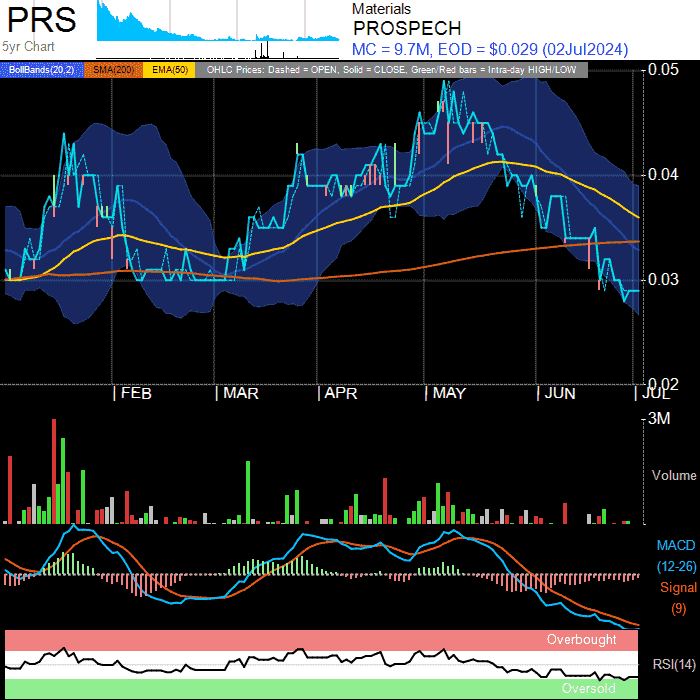 PRS
5yr Chart
Materials
PROSPECH
MC = 9.7M, EOD = $0.029 (02Jul2024)
BollBands(20,2) SMA(200) EMA(50) OHLC Prices: Dashed = OPEN, Solid = CLOSE, Green/Red bars = Intra-day HIGH/LOW
0.05
0.04
0.03
0.02
FEB MAR APR MAY JUN JUL
3M
Volume
MACD
(12-26)
Signal
(9)
Overbought
RSI(14)
Oversold